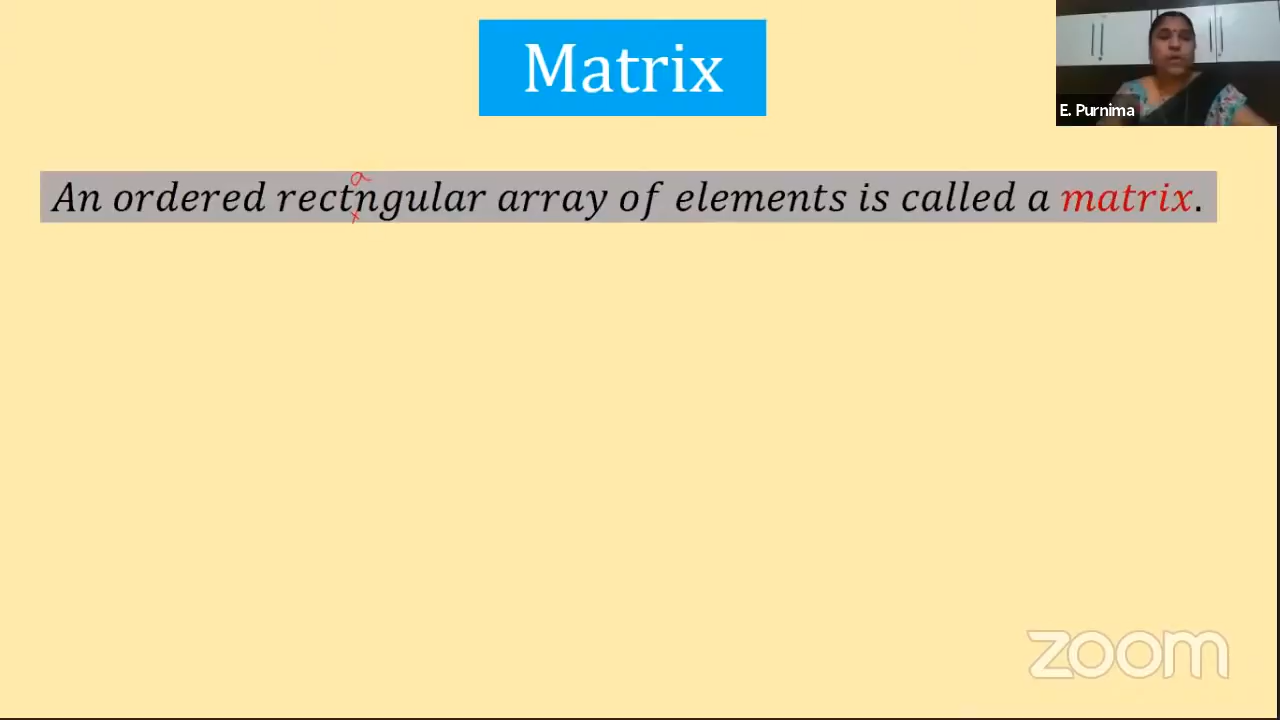 Matrix
E. Purnima
a
An ordered rectngular array of elements is called a matrix.
x
zoom